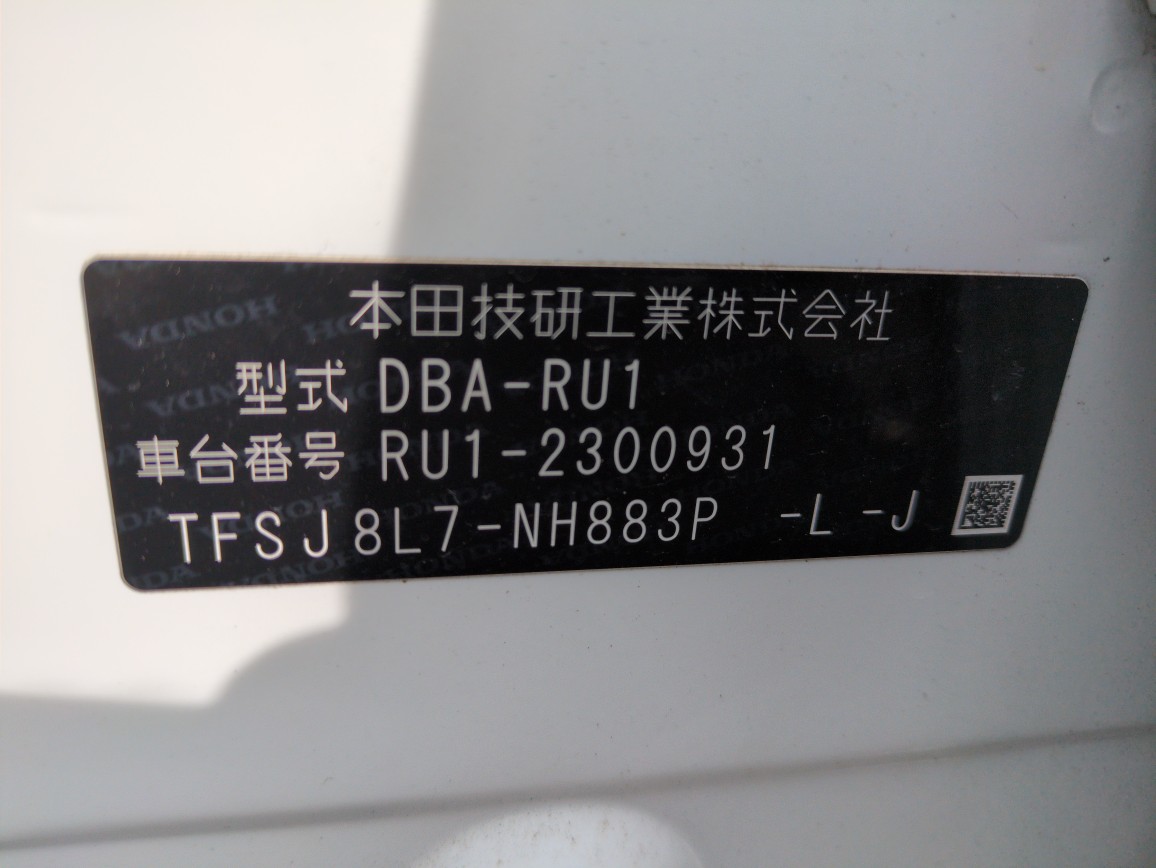 本田技研工業株式会社
型式 DBA-RU1
車台番号 RU1-2300931
TFSJ8L7-NH883P -L -J